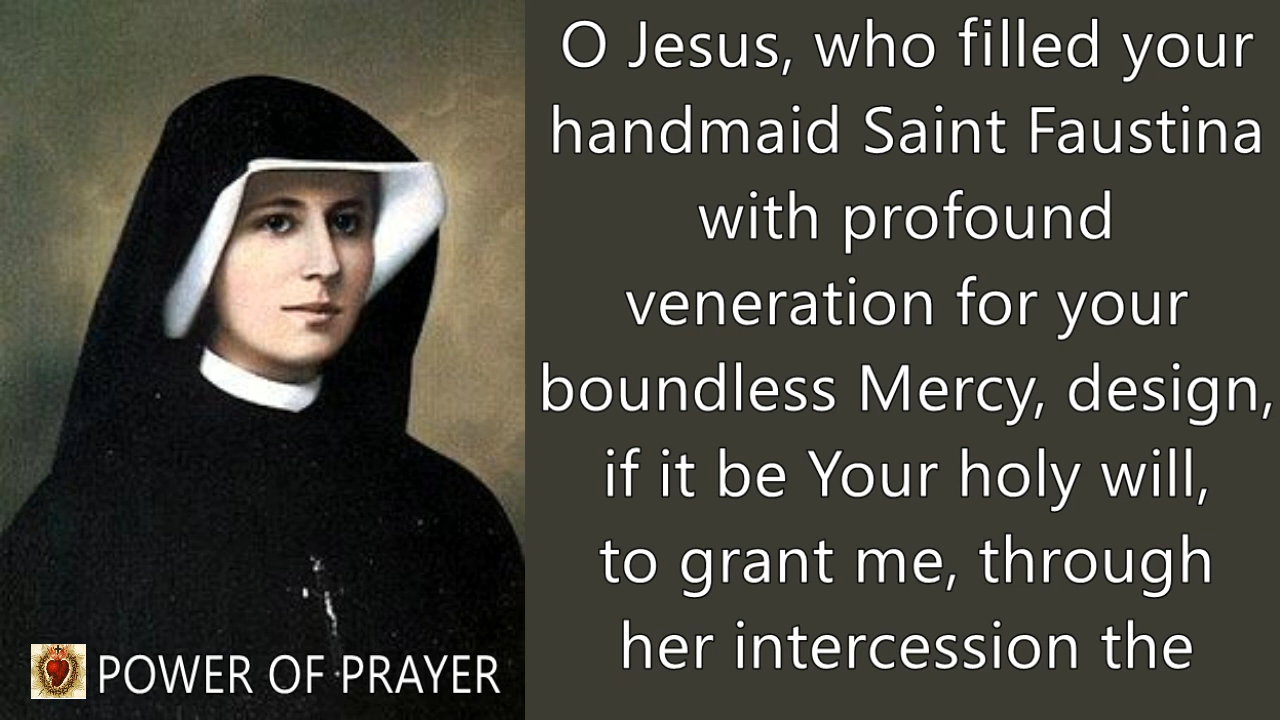 O Jesus, who filled your
handmaid Saint Faustina
with profound
veneration for your
boundless Mercy, design,
if it be Your holy will,
to grant me, through
her intercession the
POWER OF PRAYER